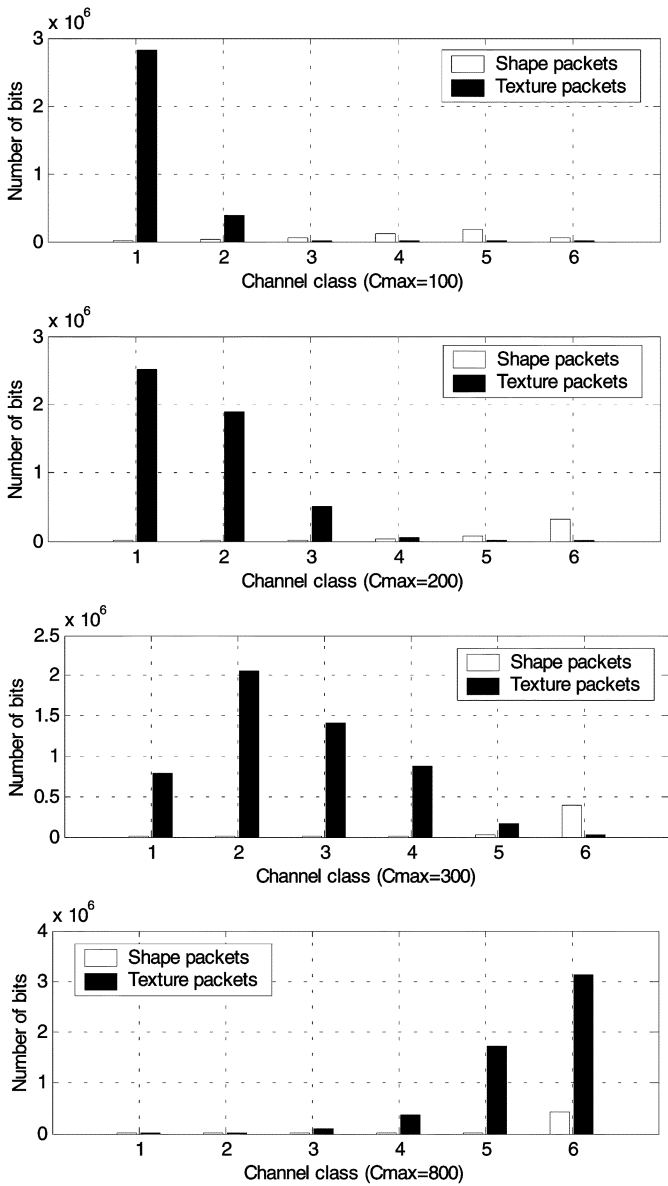 x 10^6
3
2
1
0
Number of bits
Shape packets
Texture packets
1 2 3 4 5 6
Channel class (Cmax=100)
x 10^6
3
2
1
0
Number of bits
Shape packets
Texture packets
1 2 3 4 5 6
Channel class (Cmax=200)
x 10^6
2.5
2
1.5
1
0.5
0
Number of bits
Shape packets
Texture packets
1 2 3 4 5 6
Channel class (Cmax=300)
x 10^6
4
3
2
1
0
Number of bits
Shape packets
Texture packets
1 2 3 4 5 6
Channel class (Cmax=800)